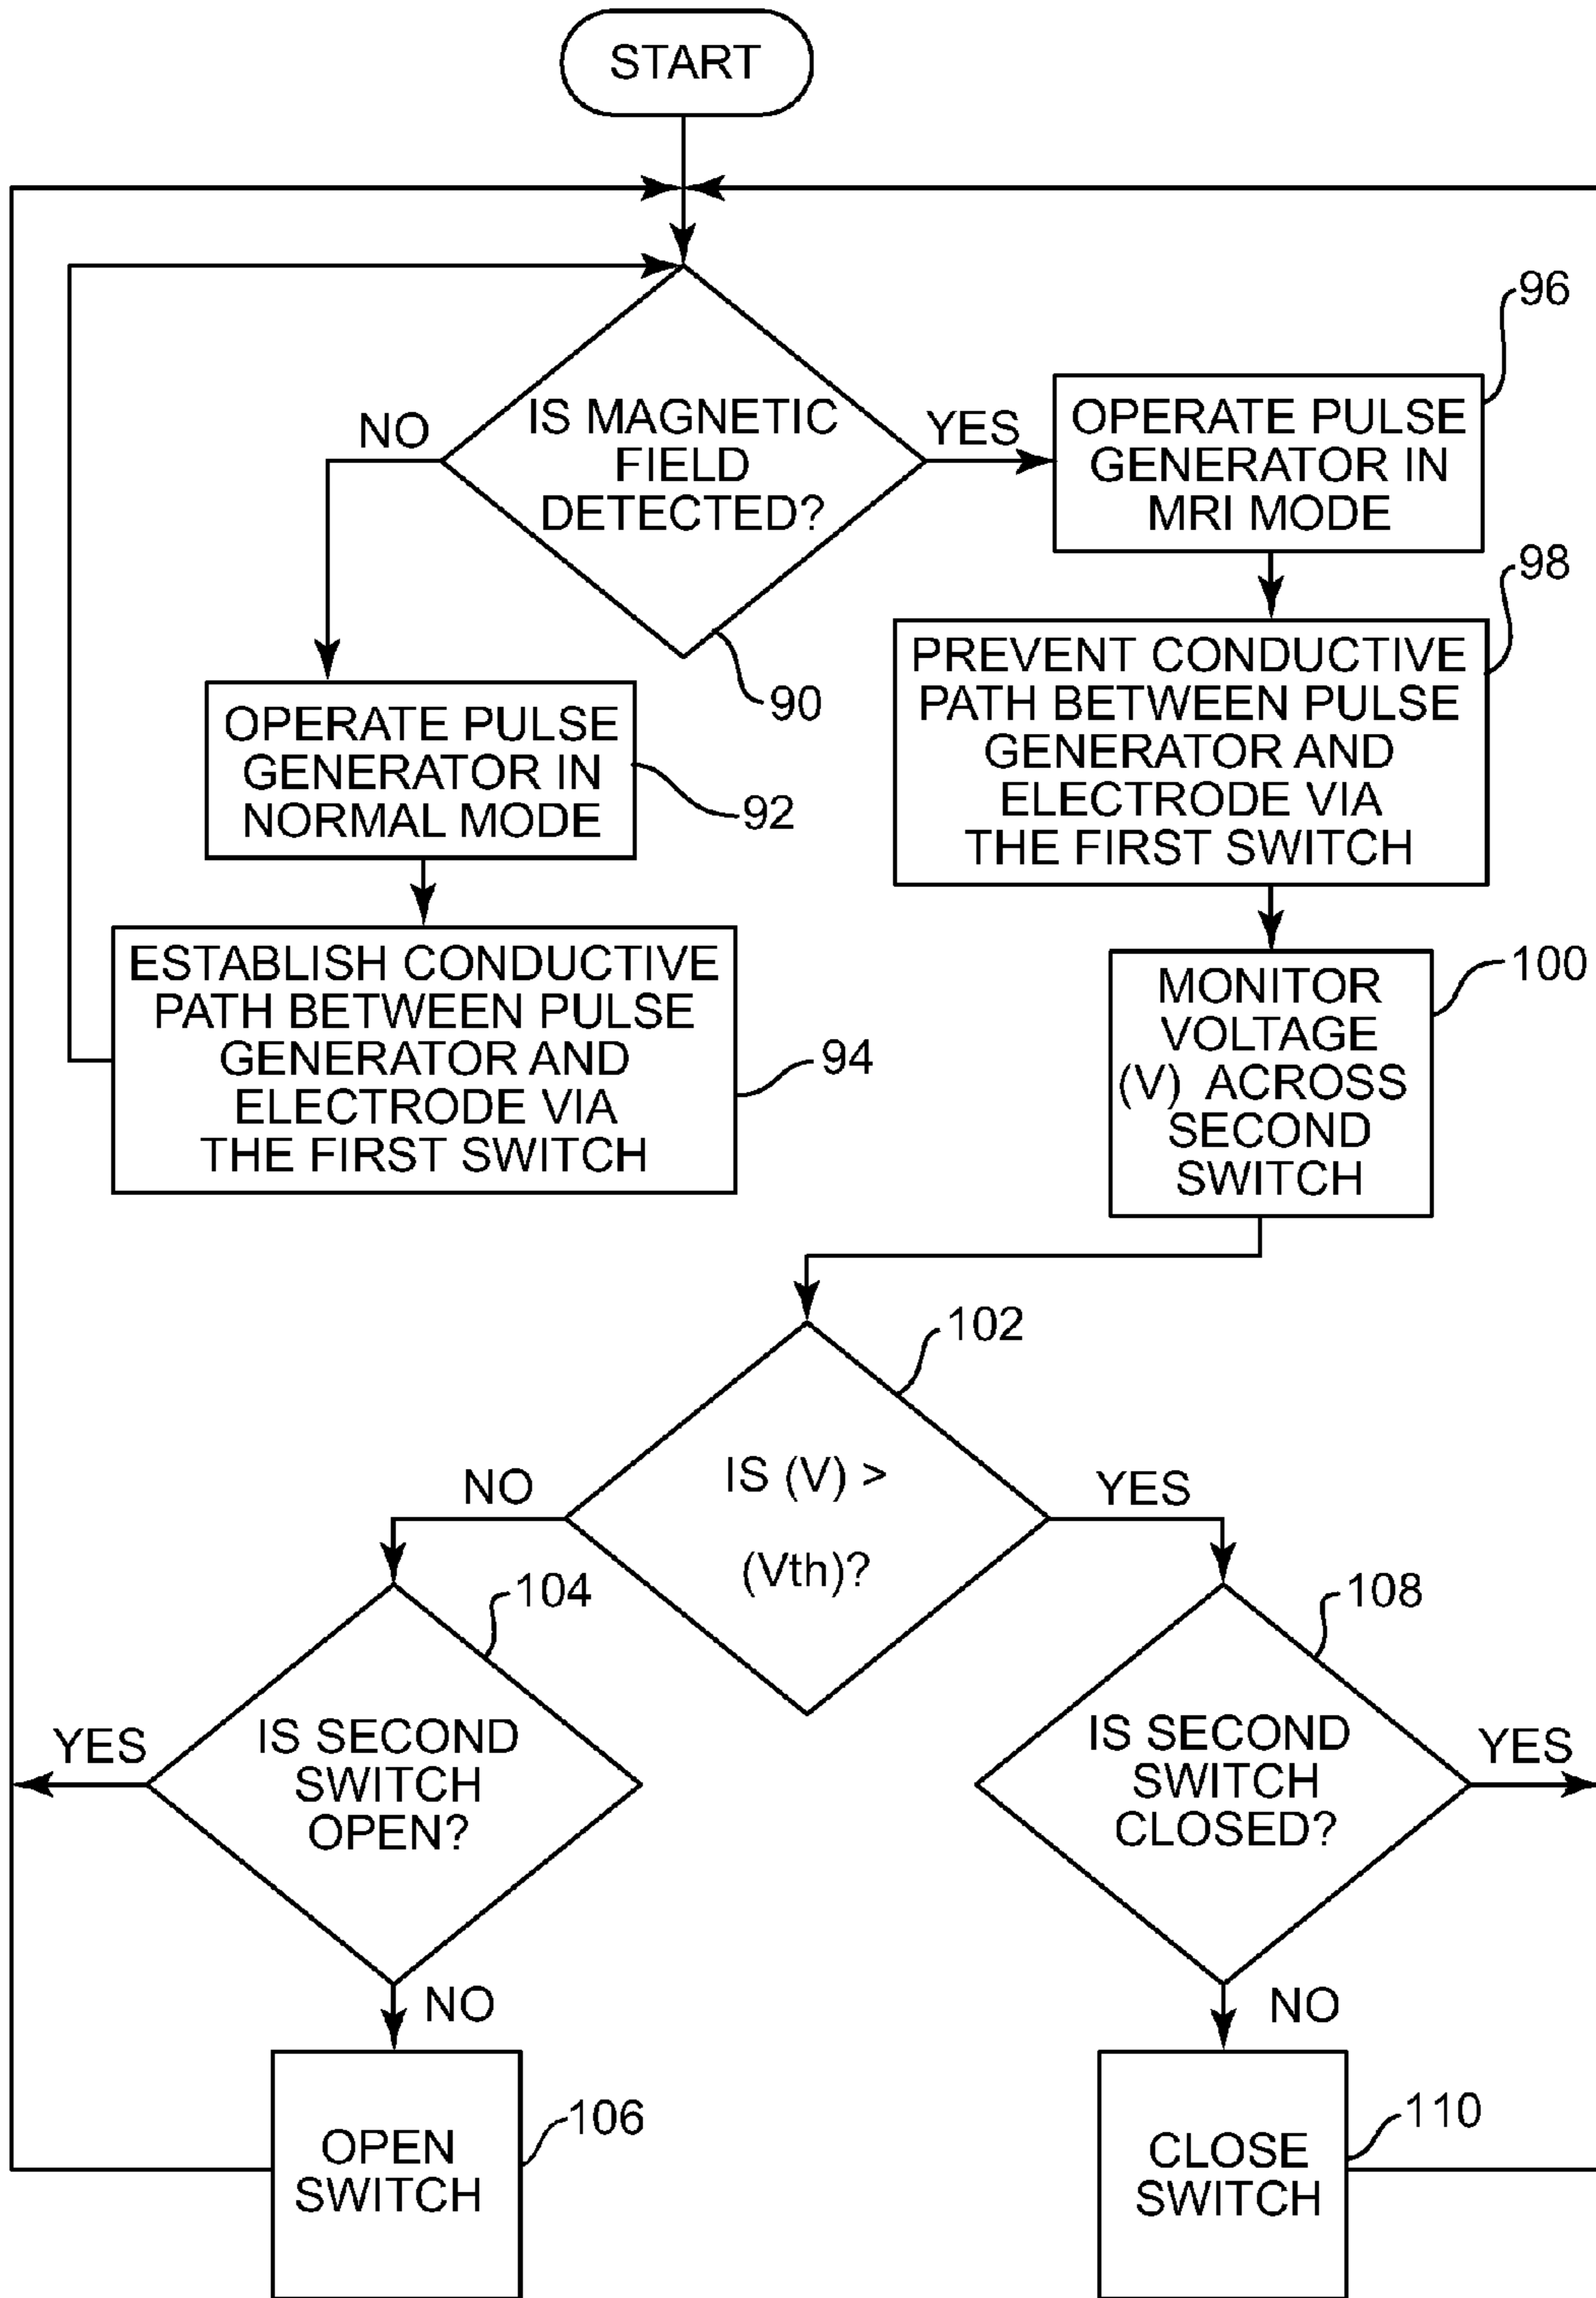 START
IS MAGNETIC
FIELD
DETECTED?
NO
YES
90
OPERATE PULSE
GENERATOR IN
MRI MODE
96
OPERATE PULSE
GENERATOR IN
NORMAL MODE
92
PREVENT CONDUCTIVE
PATH BETWEEN PULSE
GENERATOR AND
ELECTRODE VIA
THE FIRST SWITCH
98
ESTABLISH CONDUCTIVE
PATH BETWEEN PULSE
GENERATOR AND
ELECTRODE VIA
THE FIRST SWITCH
94
MONITOR
VOLTAGE
(V) ACROSS
SECOND
SWITCH
100
IS (V) >
(Vth)?
102
NO
YES
IS SECOND
SWITCH
OPEN?
104
YES
NO
IS SECOND
SWITCH
CLOSED?
108
YES
NO
OPEN
SWITCH
106
CLOSE
SWITCH
110